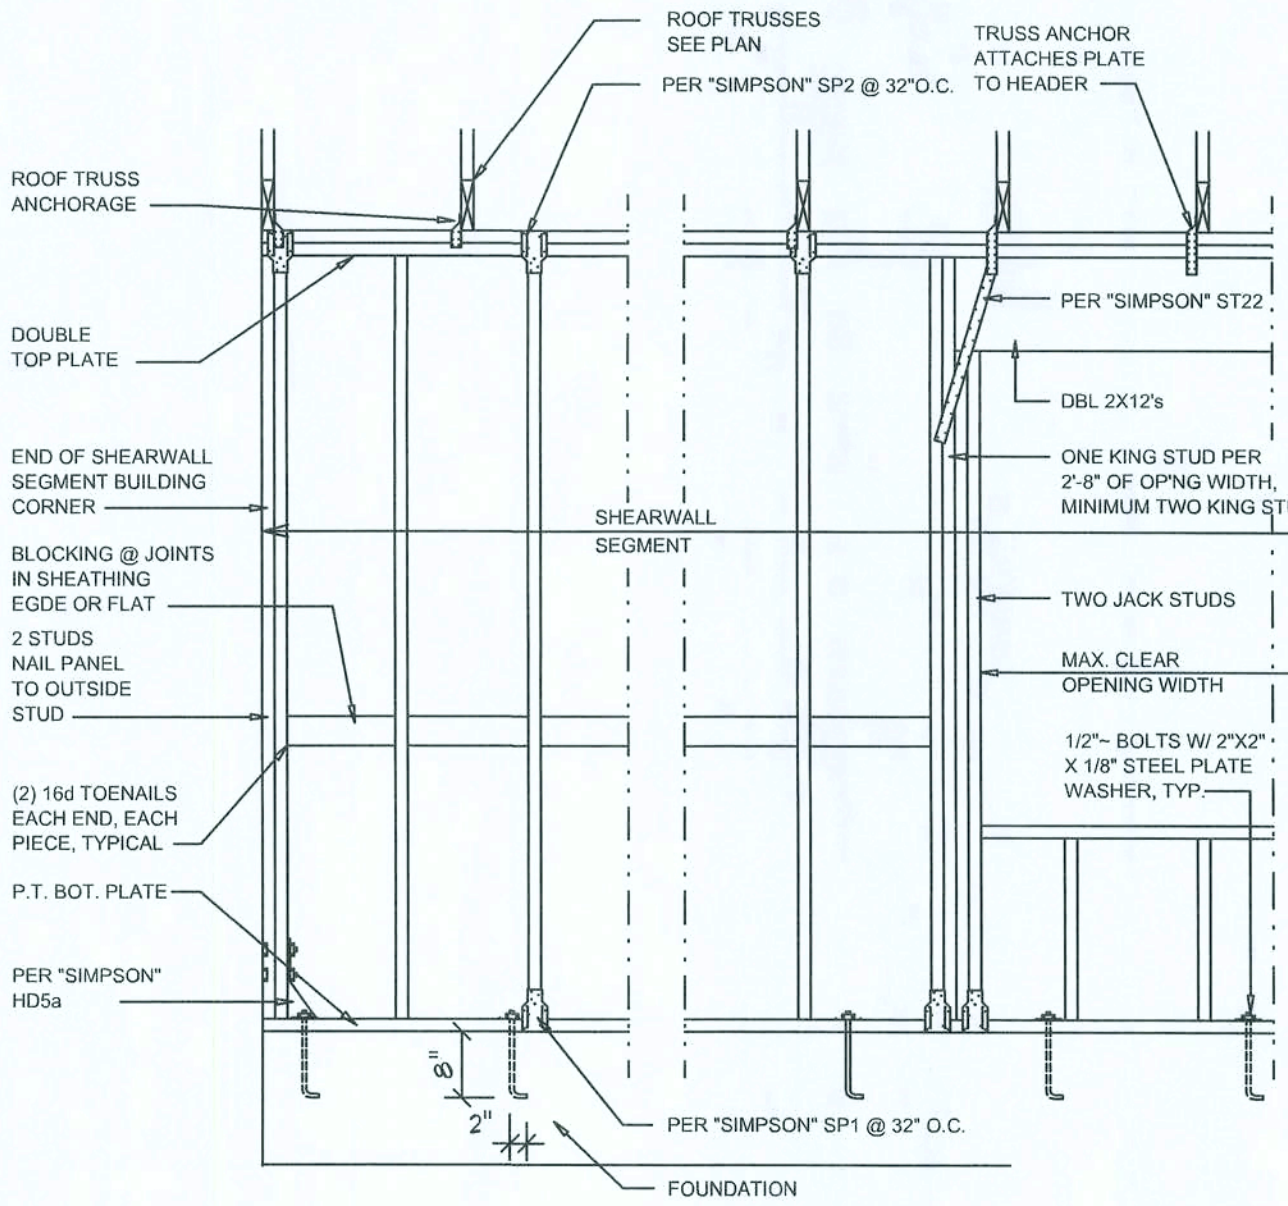 ROOF TRUSSES
SEE PLAN
TRUSS ANCHOR
ATTACHES PLATE
TO HEADER
PER "SIMPSON" SP2 @ 32"O.C.
ROOF TRUSS
ANCHORAGE
PER "SIMPSON" ST22
DOUBLE
TOP PLATE
DBL 2X12's
END OF SHEARWALL
SEGMENT BUILDING
CORNER
ONE KING STUD PER
2'-8" OF OP'NG WIDTH,
MINIMUM TWO KING ST
SHEARWALL
SEGMENT
BLOCKING @ JOINTS
IN SHEATHING
EGDE OR FLAT
TWO JACK STUDS
2 STUDS
NAIL PANEL
TO OUTSIDE
STUD
MAX. CLEAR
OPENING WIDTH
1/2"~ BOLTS W/ 2"X2"
X 1/8" STEEL PLATE
WASHER, TYP.
(2) 16d TOENAILS
EACH END, EACH
PIECE, TYPICAL
P.T. BOT. PLATE
PER "SIMPSON"
HD5a
8"
2"
PER "SIMPSON" SP1 @ 32" O.C.
FOUNDATION